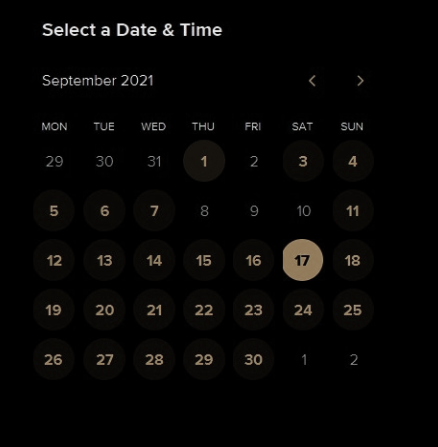 Select a Date & Time
September 2021 < >
MON TUE WED THU FRI SAT SUN
29 30 31 1 2 3 4
5 6 7 8 9 10 11
12 13 14 15 16 17 18
19 20 21 22 23 24 25
26 27 28 29 30 1 2